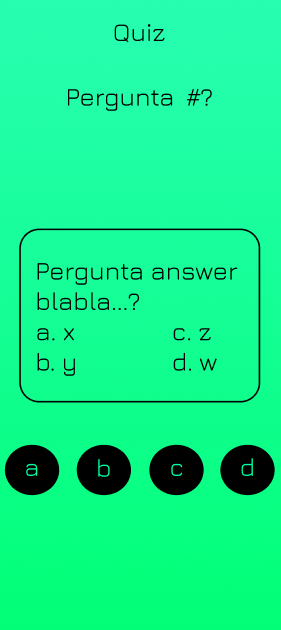 Quiz
Pergunta #?
Pergunta answer
blabla...?
a. x c. z
b. y d. w
a b c d